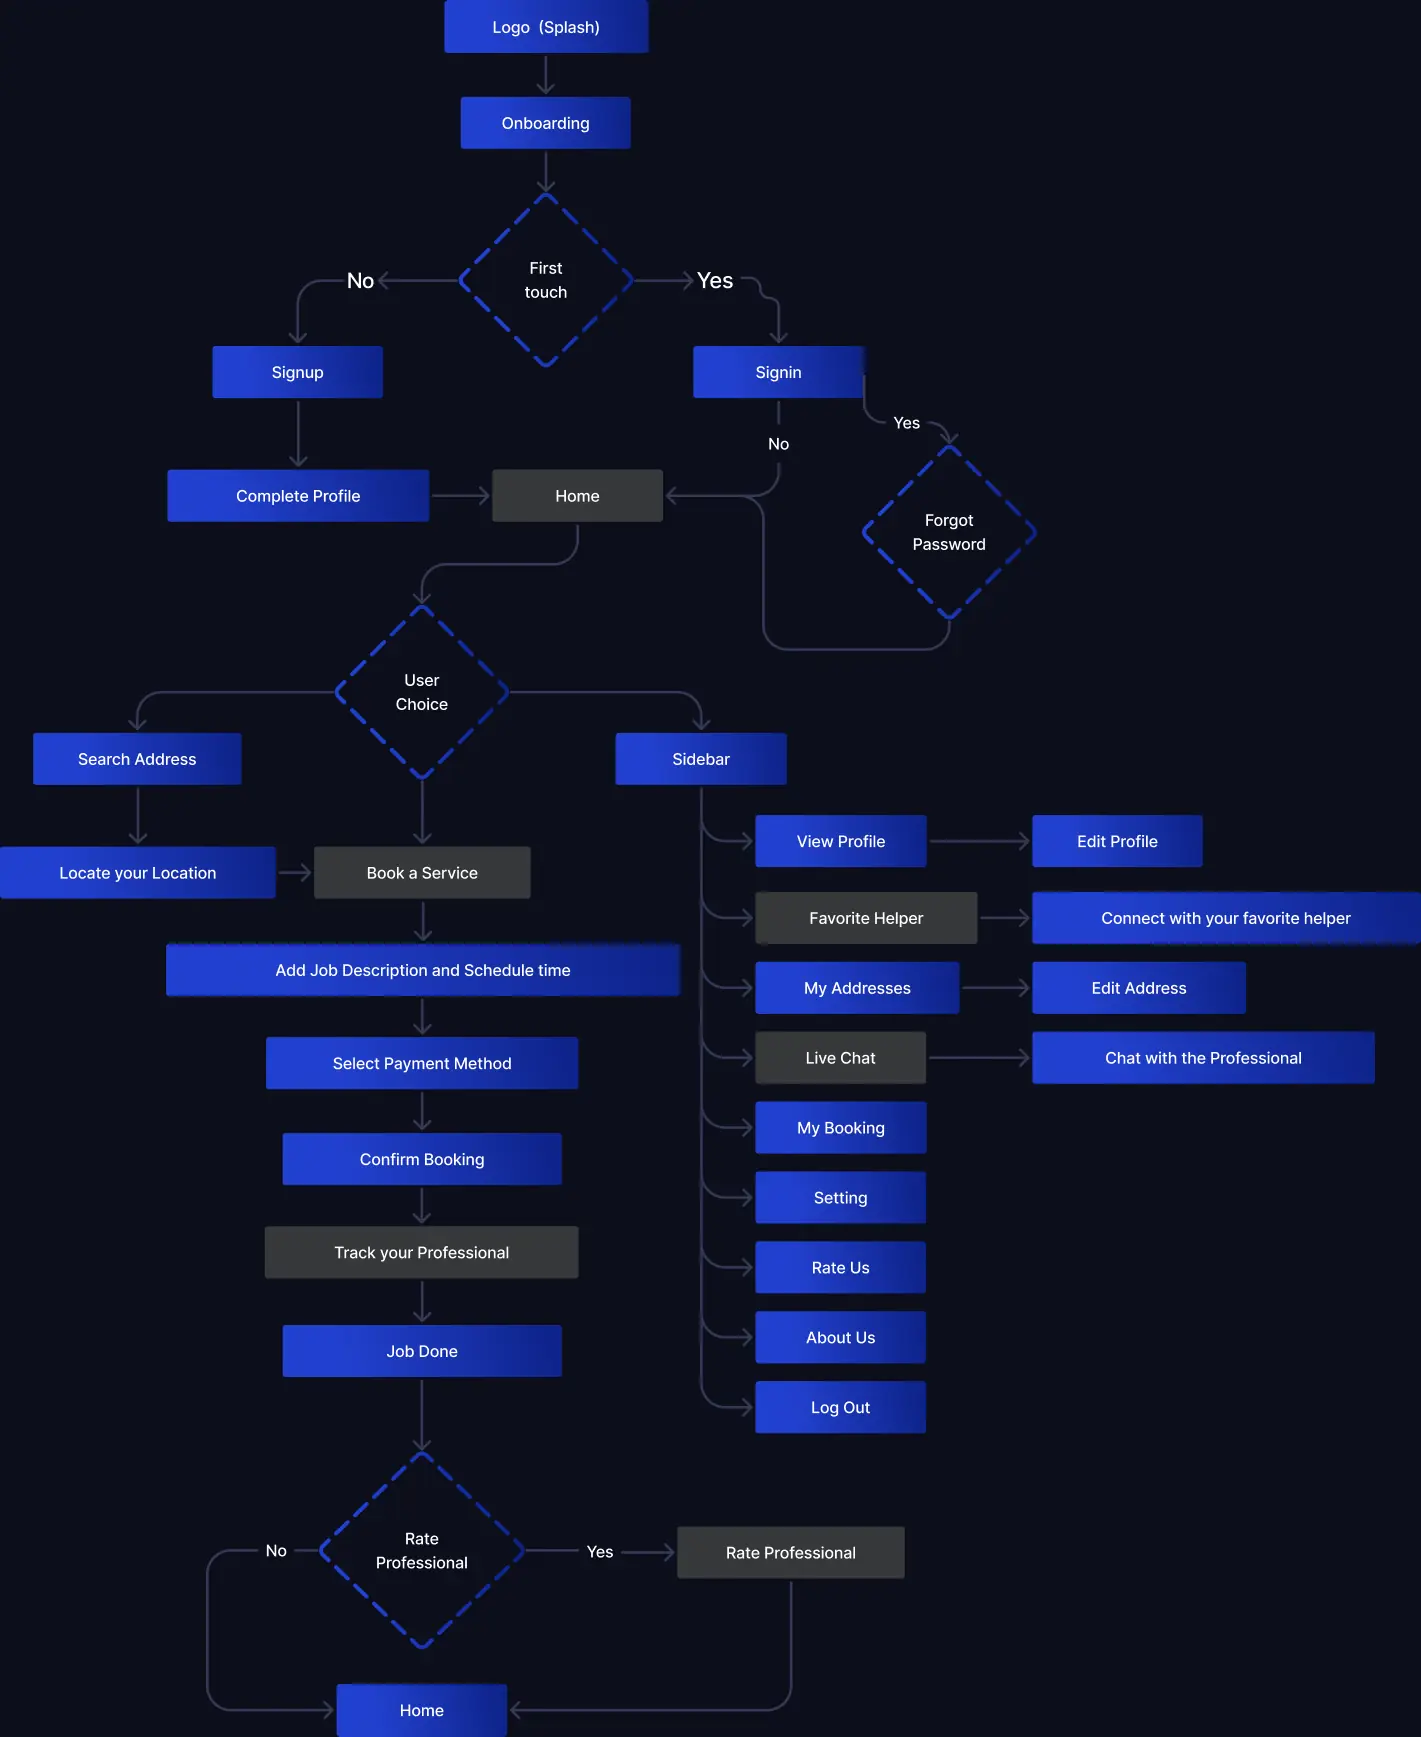 Logo (Splash)
Onboarding
First
touch
No
Yes
Signup
Signin
Yes
No
Complete Profile
Home
Forgot
Password
User
Choice
Search Address
Sidebar
View Profile
Edit Profile
Locate your Location
Book a Service
Favorite Helper
Connect with your favorite helper
Add Job Description and Schedule time
My Addresses
Edit Address
Select Payment Method
Live Chat
Chat with the Professional
My Booking
Confirm Booking
Setting
Track your Professional
Rate Us
About Us
Job Done
Log Out
Rate
Professional
No
Yes
Rate Professional
Home